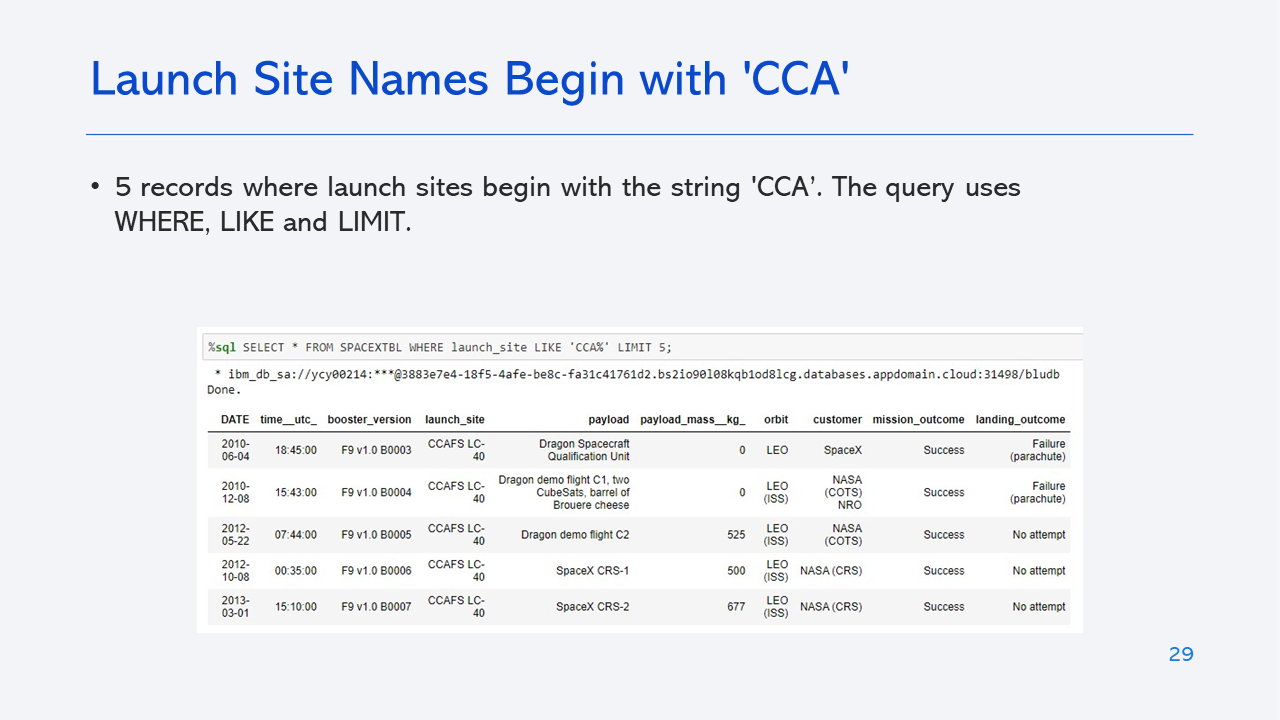 Launch Site Names Begin with 'CCA'
• 5 records where launch sites begin with the string 'CCA’. The query uses
WHERE, LIKE and LIMIT.
%sql SELECT * FROM SPACEXTBL WHERE launch_site LIKE 'CCA%' LIMIT 5;
* ibm_db_sa://ycy00214:***@3883e7e4-18f5-4afe-be8c-fa31c41761d2.bs2io90l08kqb1od8lcg.databases.appdomain.cloud:31498/bludb
Done.
DATE time__utc_ booster_version launch_site payload payload_mass__kg_ orbit customer mission_outcome landing_outcome
2010-06-04 18:45:00 F9 v1.0 B0003 CCAFS LC-40 Dragon Spacecraft Qualification Unit 0 LEO SpaceX Success Failure (parachute)
2010-12-08 15:43:00 F9 v1.0 B0004 CCAFS LC-40 Dragon demo flight C1, two CubeSats, barrel of Brouere cheese 0 LEO (ISS) NASA (COTS) NRO Success Failure (parachute)
2012-05-22 07:44:00 F9 v1.0 B0005 CCAFS LC-40 Dragon demo flight C2 525 LEO (ISS) NASA (COTS) Success No attempt
2012-10-08 00:35:00 F9 v1.0 B0006 CCAFS LC-40 SpaceX CRS-1 500 LEO (ISS) NASA (CRS) Success No attempt
2013-03-01 15:10:00 F9 v1.0 B0007 CCAFS LC-40 SpaceX CRS-2 677 LEO (ISS) NASA (CRS) Success No attempt
29